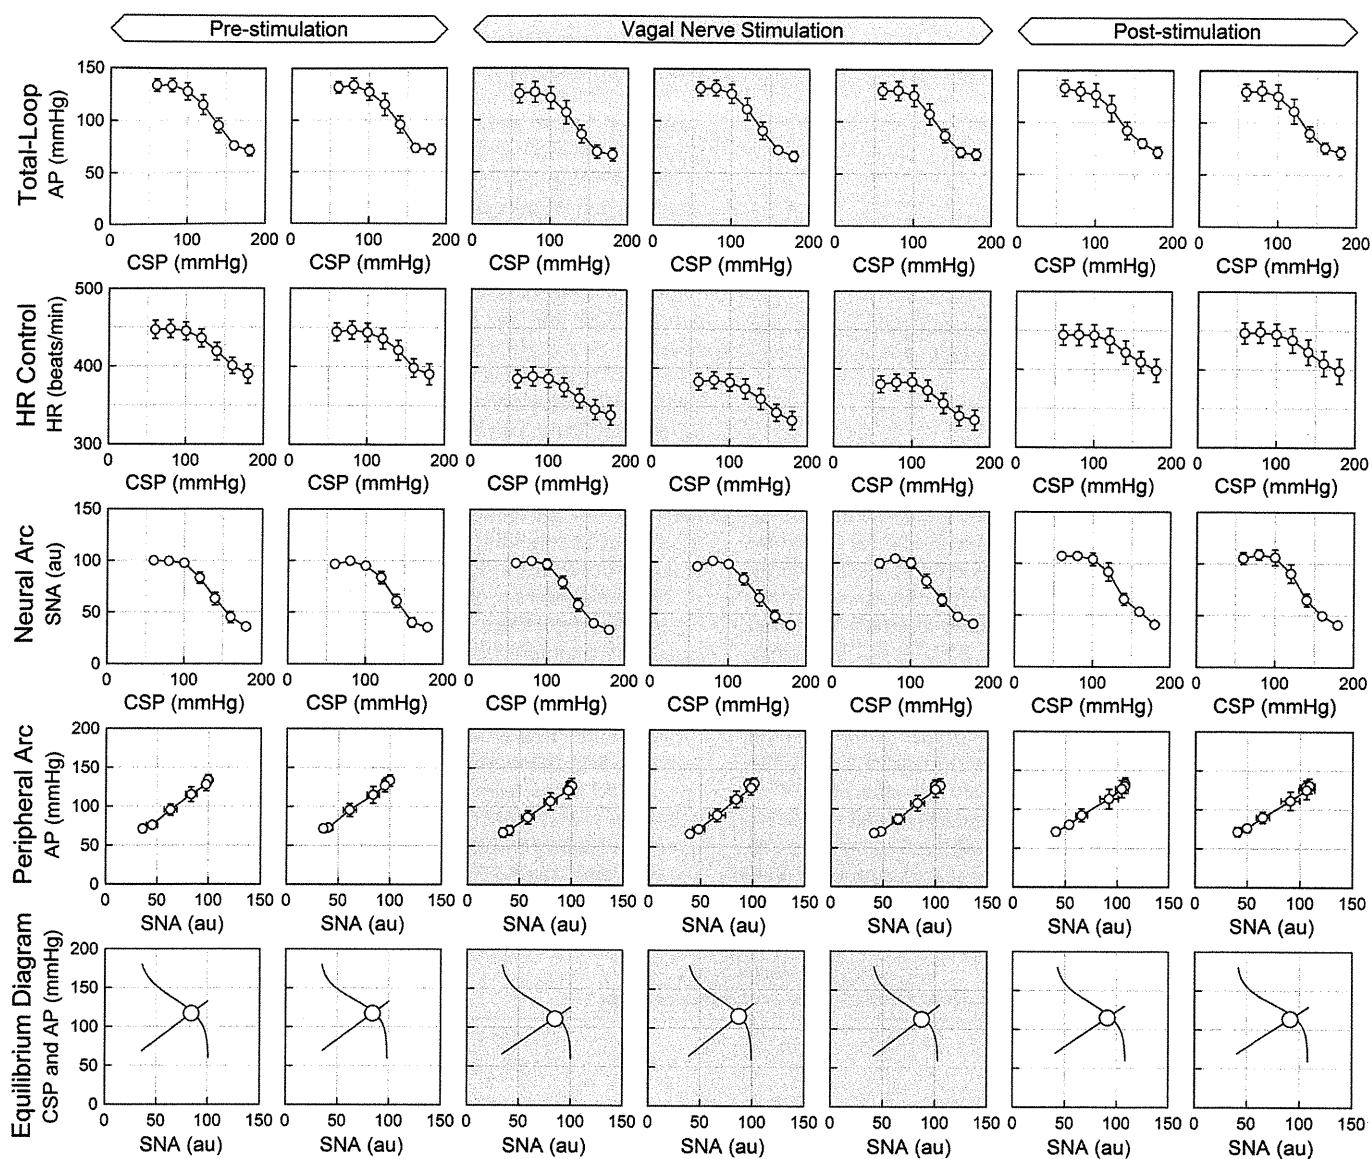 Pre-stimulation Vagal Nerve Stimulation Post-stimulation
Total-Loop
AP (mmHg)
150
100
50
0
0 100 200 0 100 200 0 100 200 0 100 200 0 100 200 0 100 200 0 100 200
CSP (mmHg) CSP (mmHg) CSP (mmHg) CSP (mmHg) CSP (mmHg) CSP (mmHg) CSP (mmHg)
HR Control
HR (beats/min)
500
400
300
0 100 200 0 100 200 0 100 200 0 100 200 0 100 200 0 100 200 0 100 200
CSP (mmHg) CSP (mmHg) CSP (mmHg) CSP (mmHg) CSP (mmHg) CSP (mmHg) CSP (mmHg)
Neural Arc
SNA (au)
150
100
50
0
0 100 200 0 100 200 0 100 200 0 100 200 0 100 200 0 100 200 0 100 200
CSP (mmHg) CSP (mmHg) CSP (mmHg) CSP (mmHg) CSP (mmHg) CSP (mmHg) CSP (mmHg)
Peripheral Arc
AP (mmHg)
200
150
100
50
0
0 50 100 150 0 50 100 150 0 50 100 150 0 50 100 150 0 50 100 150 0 50 100 150 0 50 100 150
SNA (au) SNA (au) SNA (au) SNA (au) SNA (au) SNA (au) SNA (au)
Equilibrium Diagram
CSP and AP (mmHg)
200
150
100
50
0
0 50 100 150 0 50 100 150 0 50 100 150 0 50 100 150 0 50 100 150 0 50 100 150 0 50 100 150
SNA (au) SNA (au) SNA (au) SNA (au) SNA (au) SNA (au) SNA (au)